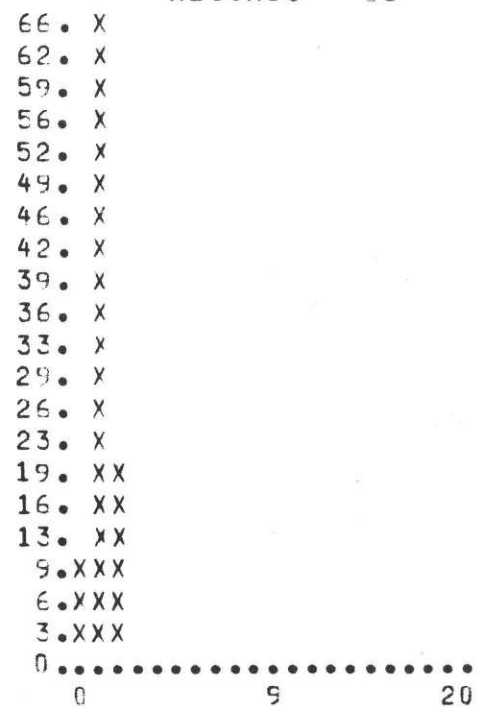 66. X
62. X
59. X
56. X
52. X
49. X
46. X
42. X
39. X
36. X
33. X
29. X
26. X
23. X
19. XX
16. XX
13. XX
9.XXX
6.XXX
3.XXX
0......................
0 9 20